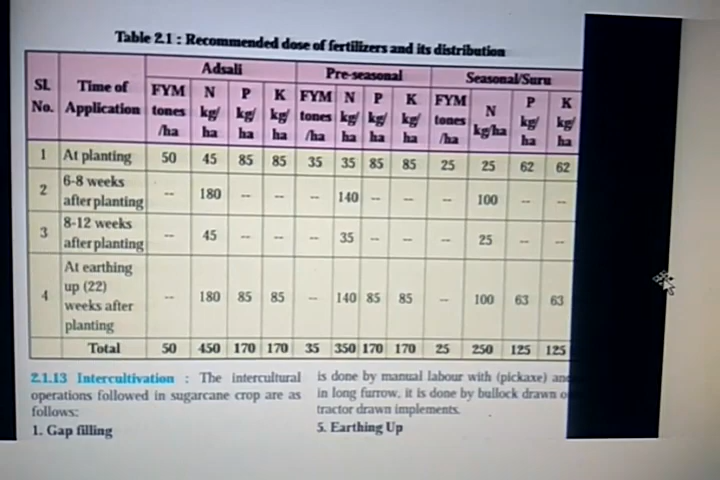 Table 2.1 : Recommended dose of fertilizers and its distribution
Sl. No. Time of Application Adsali Pre-seasonal Seasonal/Suru
FYM tones /ha N kg/ ha P kg/ ha K kg/ ha FYM tones /ha N kg/ ha P kg/ ha K kg/ ha FYM tones /ha N kg/ha P kg/ ha K kg/ ha
1 At planting 50 45 85 85 35 35 85 85 25 25 62 62
2 6-8 weeks after planting -- 180 -- -- -- 140 -- -- -- 100 -- --
3 8-12 weeks after planting -- 45 -- -- -- 35 -- -- -- 25 -- --
4 At earthing up (22) weeks after planting -- 180 85 85 -- 140 85 85 -- 100 63 63
Total 50 450 170 170 35 350 170 170 25 250 125 125
2.1.13 Intercultivation : The intercultural
operations followed in sugarcane crop are as
follows:
1. Gap filling
is done by manual labour with (pickaxe) and
in long furrow, it is done by bullock drawn o
tractor drawn implements.
5. Earthing Up